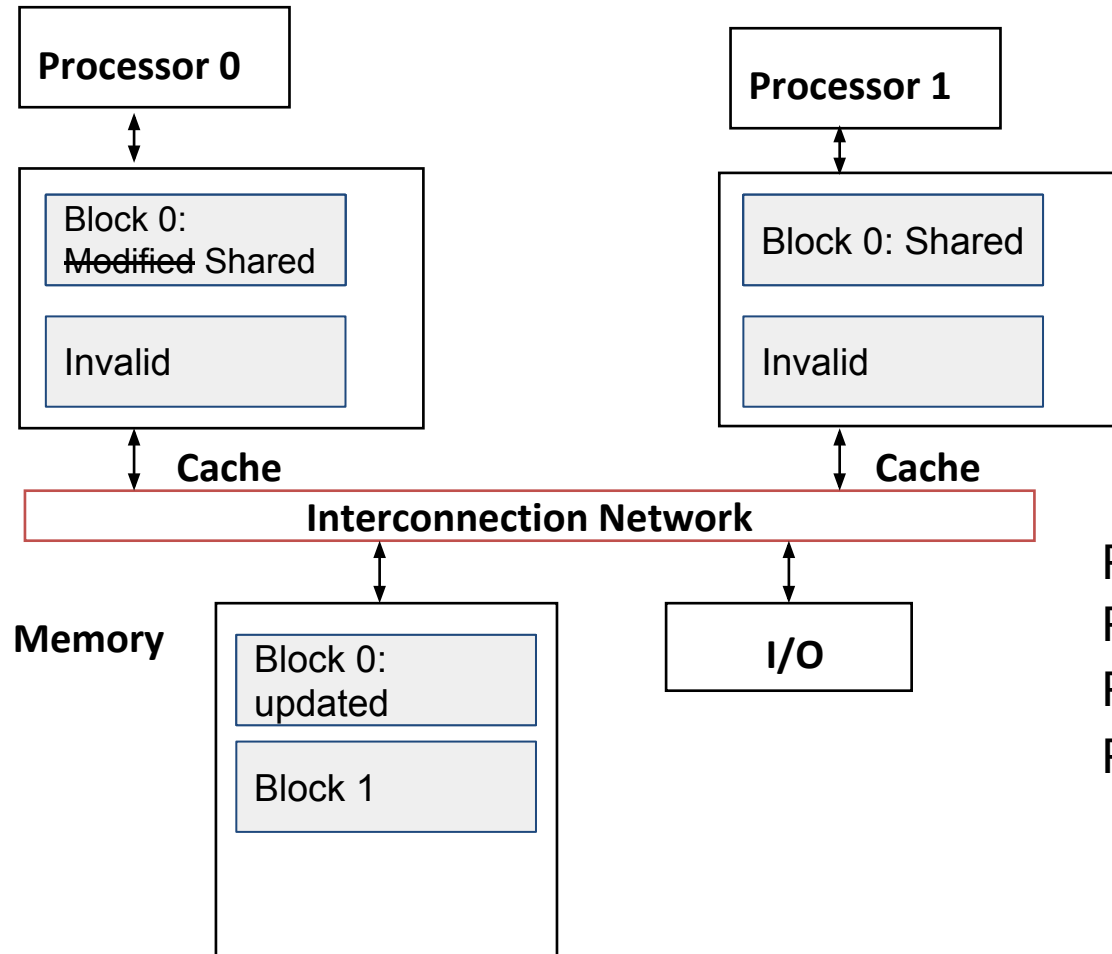 Processor 0
Processor 1
Block 0:
Modified Shared
Invalid
Block 0: Shared
Invalid
Cache
Cache
Interconnection Network
Memory
Block 0:
updated
Block 1
I/O